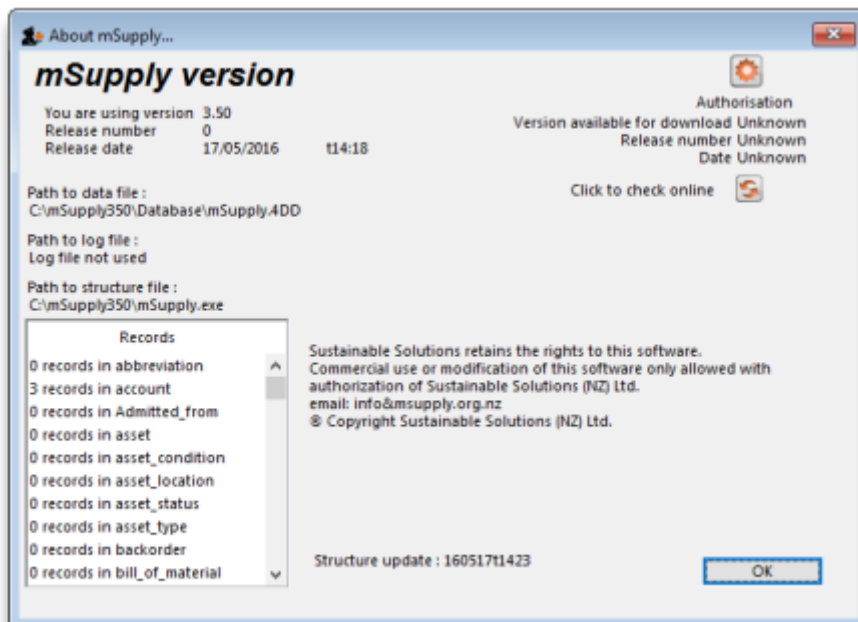 About mSupply...
mSupply version
You are using version 3.50
Release number 0
Release date 17/05/2016 t14:18
Authorisation
Version available for download Unknown
Release number Unknown
Date Unknown
Click to check online
Path to data file :
C:\mSupply350\Database\mSupply.4DD
Path to log file :
Log file not used
Path to structure file :
C:\mSupply350\mSupply.exe
Records
0 records in abbreviation
3 records in account
0 records in Admitted_from
0 records in asset
0 records in asset_condition
0 records in asset_location
0 records in asset_status
0 records in asset_type
0 records in backorder
0 records in bill_of_material
Sustainable Solutions retains the rights to this software.
Commercial use or modification of this software only allowed with
authorization of Sustainable Solutions (NZ) Ltd.
email: info&msupply.org.nz
® Copyright Sustainable Solutions (NZ) Ltd.
Structure update : 160517t1423
OK